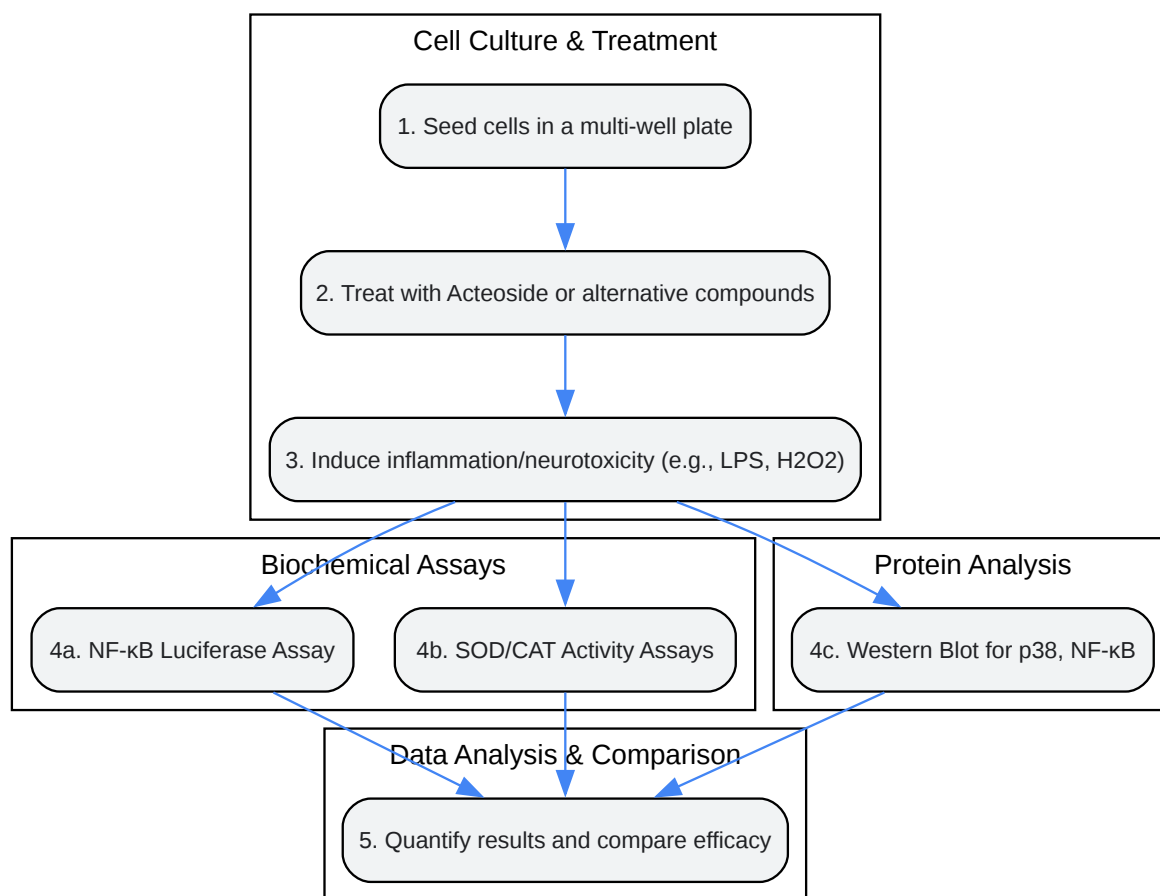 Cell Culture & Treatment
1. Seed cells in a multi-well plate
2. Treat with Acteoside or alternative compounds
3. Induce inflammation/neurotoxicity (e.g., LPS, H2O2)
Biochemical Assays
Protein Analysis
4a. NF-κB Luciferase Assay
4b. SOD/CAT Activity Assays
4c. Western Blot for p38, NF-κB
Data Analysis & Comparison
5. Quantify results and compare efficacy